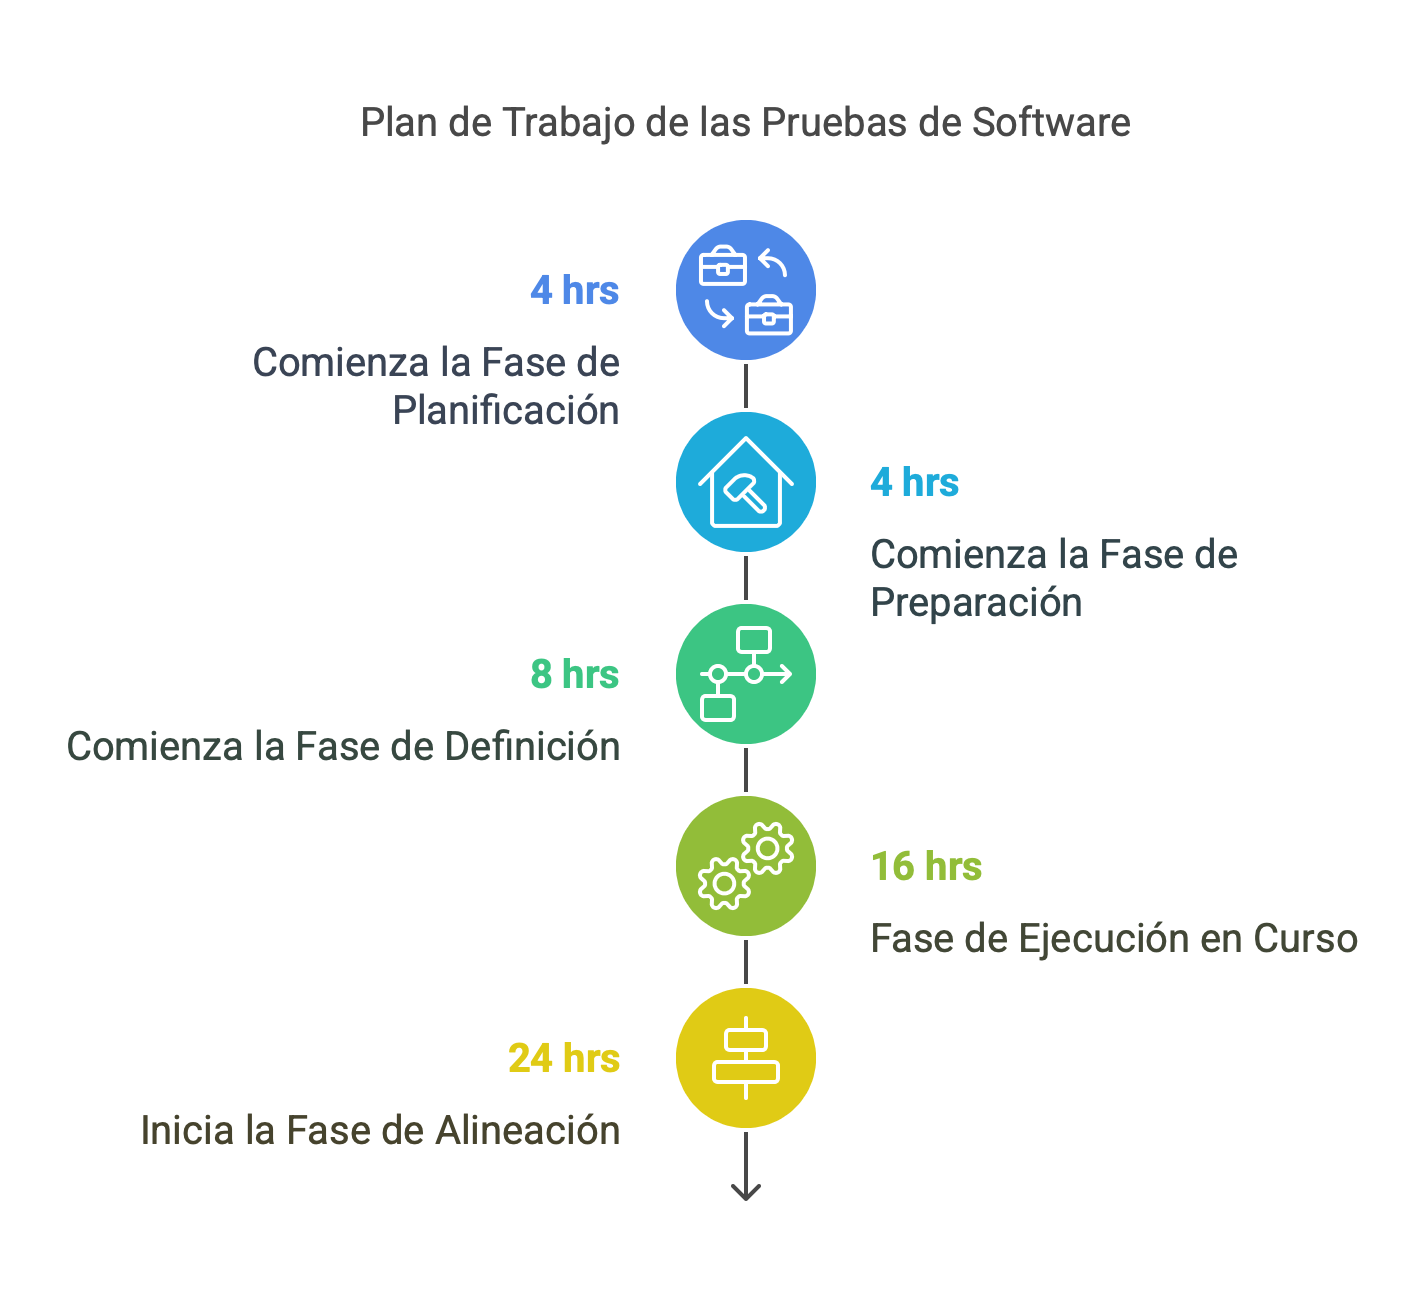 Plan de Trabajo de las Pruebas de Software
4 hrs
Comienza la Fase de
Planificación
4 hrs
Comienza la Fase de
Preparación
8 hrs
Comienza la Fase de Definición
16 hrs
Fase de Ejecución en Curso
24 hrs
Inicia la Fase de Alineación